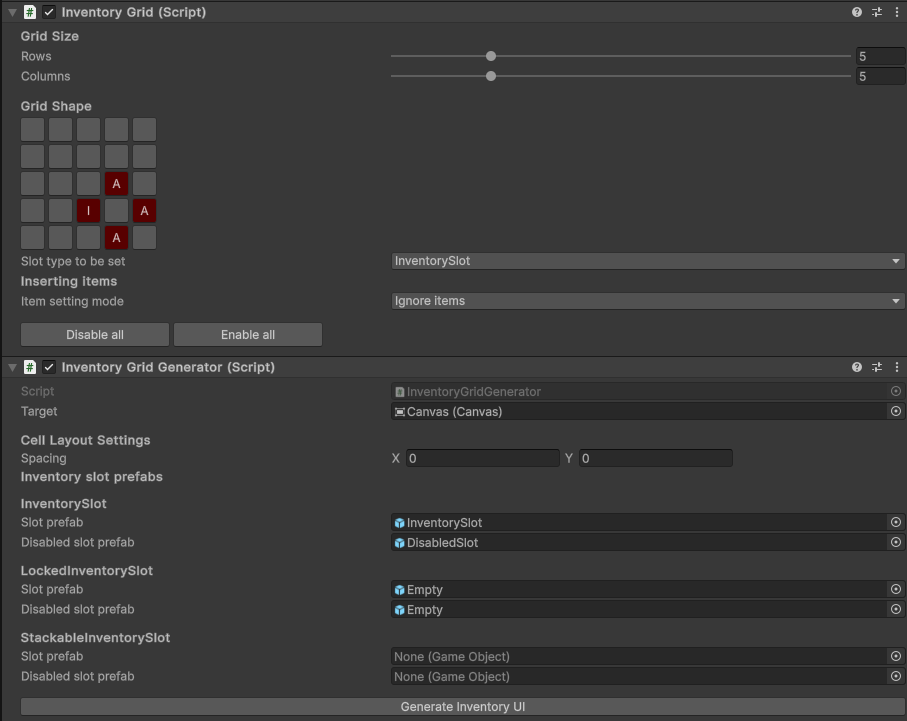 # Inventory Grid (Script)
Grid Size
Rows 5
Columns 5
Grid Shape
A
I A
A
Slot type to be set InventorySlot
Inserting items
Item setting mode Ignore items
Disable all Enable all
# Inventory Grid Generator (Script)
Script InventoryGridGenerator
Target Canvas (Canvas)
Cell Layout Settings
Spacing X 0 Y 0
Inventory slot prefabs
InventorySlot
Slot prefab InventorySlot
Disabled slot prefab DisabledSlot
LockedInventorySlot
Slot prefab Empty
Disabled slot prefab Empty
StackableInventorySlot
Slot prefab None (Game Object)
Disabled slot prefab None (Game Object)
Generate Inventory UI